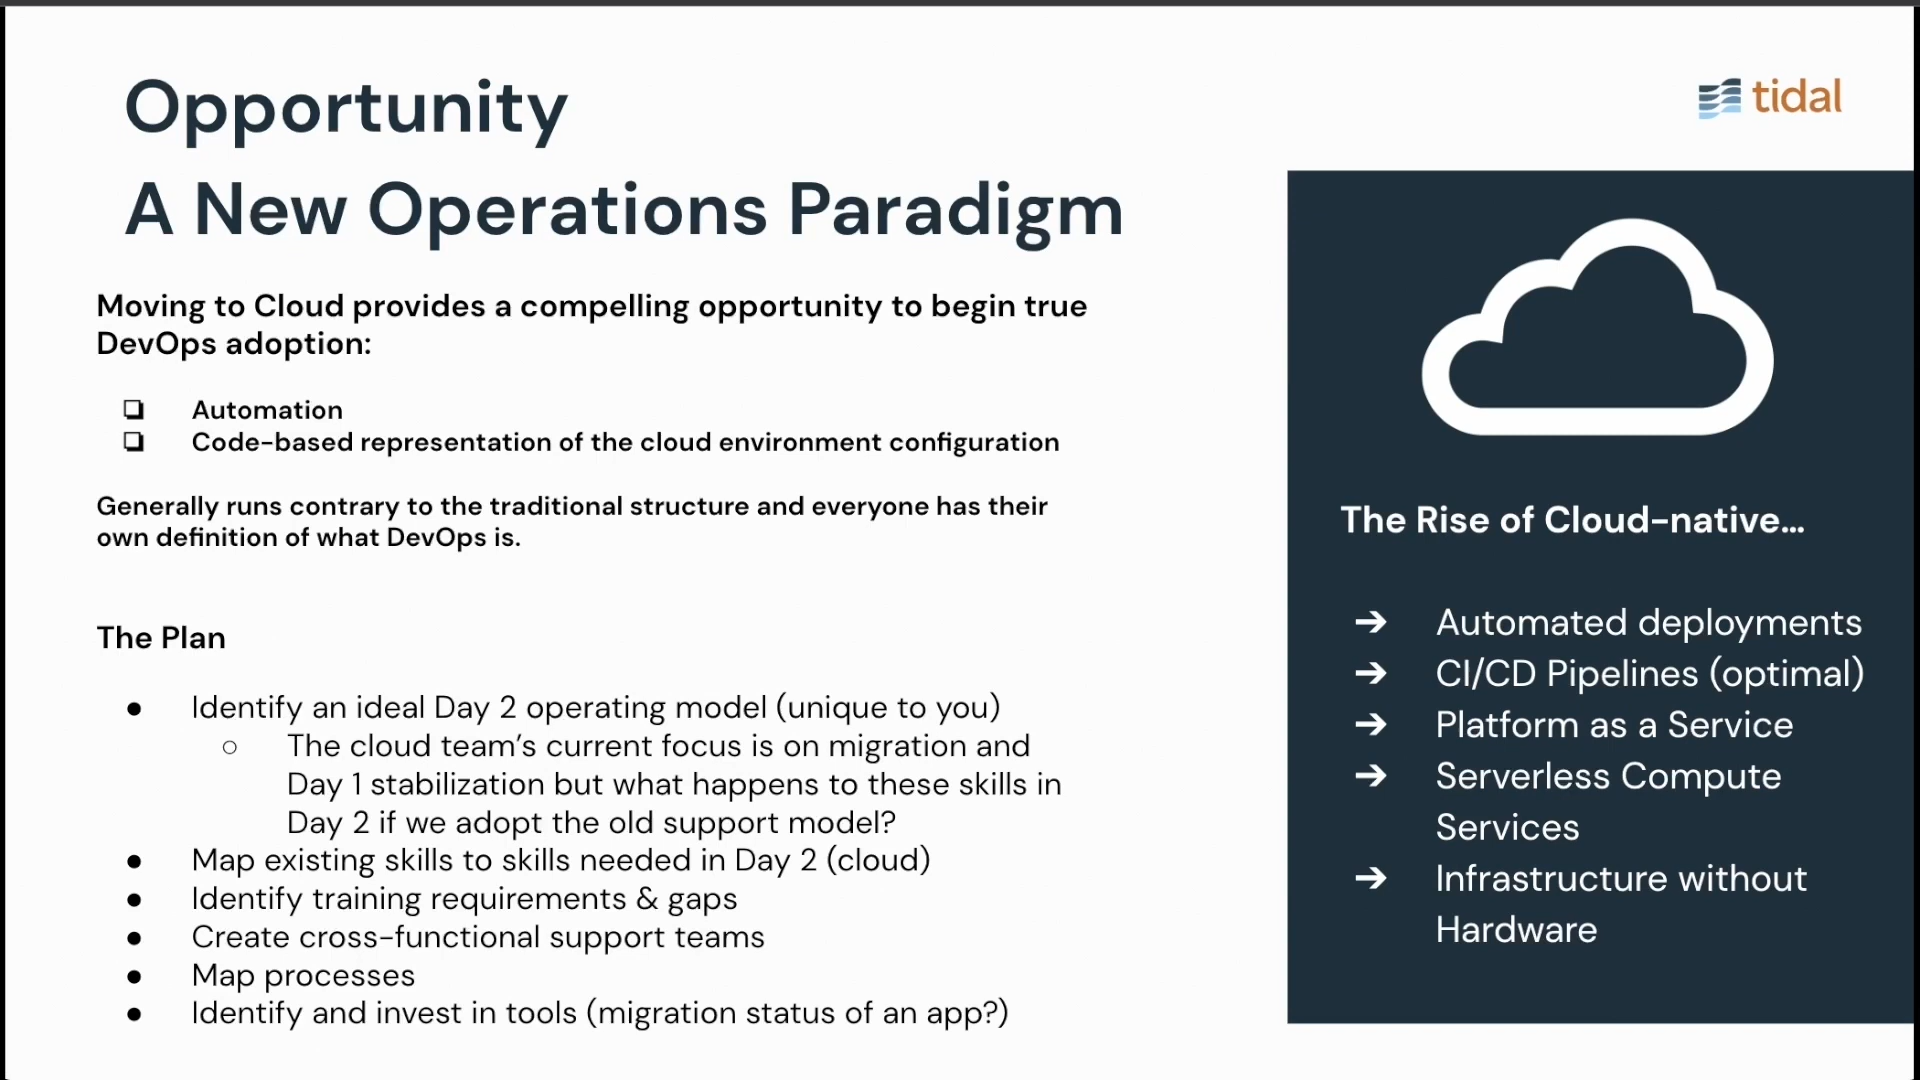 Opportunity
A New Operations Paradigm
tidal
Moving to Cloud provides a compelling opportunity to begin true
DevOps adoption:
❏ Automation
❏ Code-based representation of the cloud environment configuration
Generally runs contrary to the traditional structure and everyone has their
own definition of what DevOps is.
The Plan
● Identify an ideal Day 2 operating model (unique to you)
○ The cloud team’s current focus is on migration and
Day 1 stabilization but what happens to these skills in
Day 2 if we adopt the old support model?
● Map existing skills to skills needed in Day 2 (cloud)
● Identify training requirements & gaps
● Create cross-functional support teams
● Map processes
● Identify and invest in tools (migration status of an app?)
The Rise of Cloud-native...
➔ Automated deployments
➔ CI/CD Pipelines (optimal)
➔ Platform as a Service
➔ Serverless Compute
Services
➔ Infrastructure without
Hardware